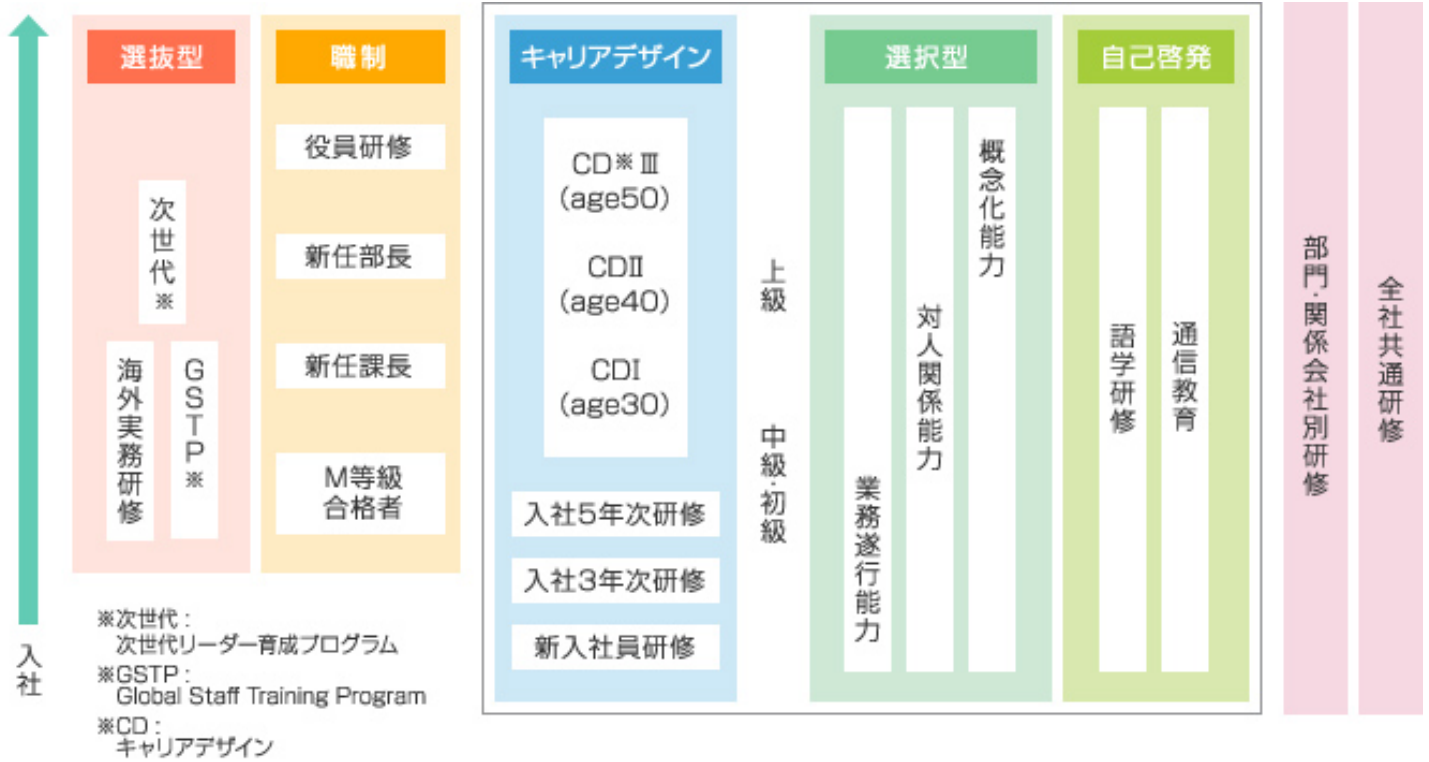 選抜型
次世代※
海外実務研修
GSTP※
職制
役員研修
新任部長
新任課長
M等級
合格者
キャリアデザイン
CD※Ⅲ
(age50)
CDⅡ
(age40)
CDⅠ
(age30)
入社5年次研修
入社3年次研修
新入社員研修
上級
中級・初級
選択型
業務遂行能力
対人関係能力
概念化能力
自己啓発
語学研修
通信教育
部門・関係会社別研修
全社共通研修
入社
※次世代：
次世代リーダー育成プログラム
※GSTP：
Global Staff Training Program
※CD：
キャリアデザイン